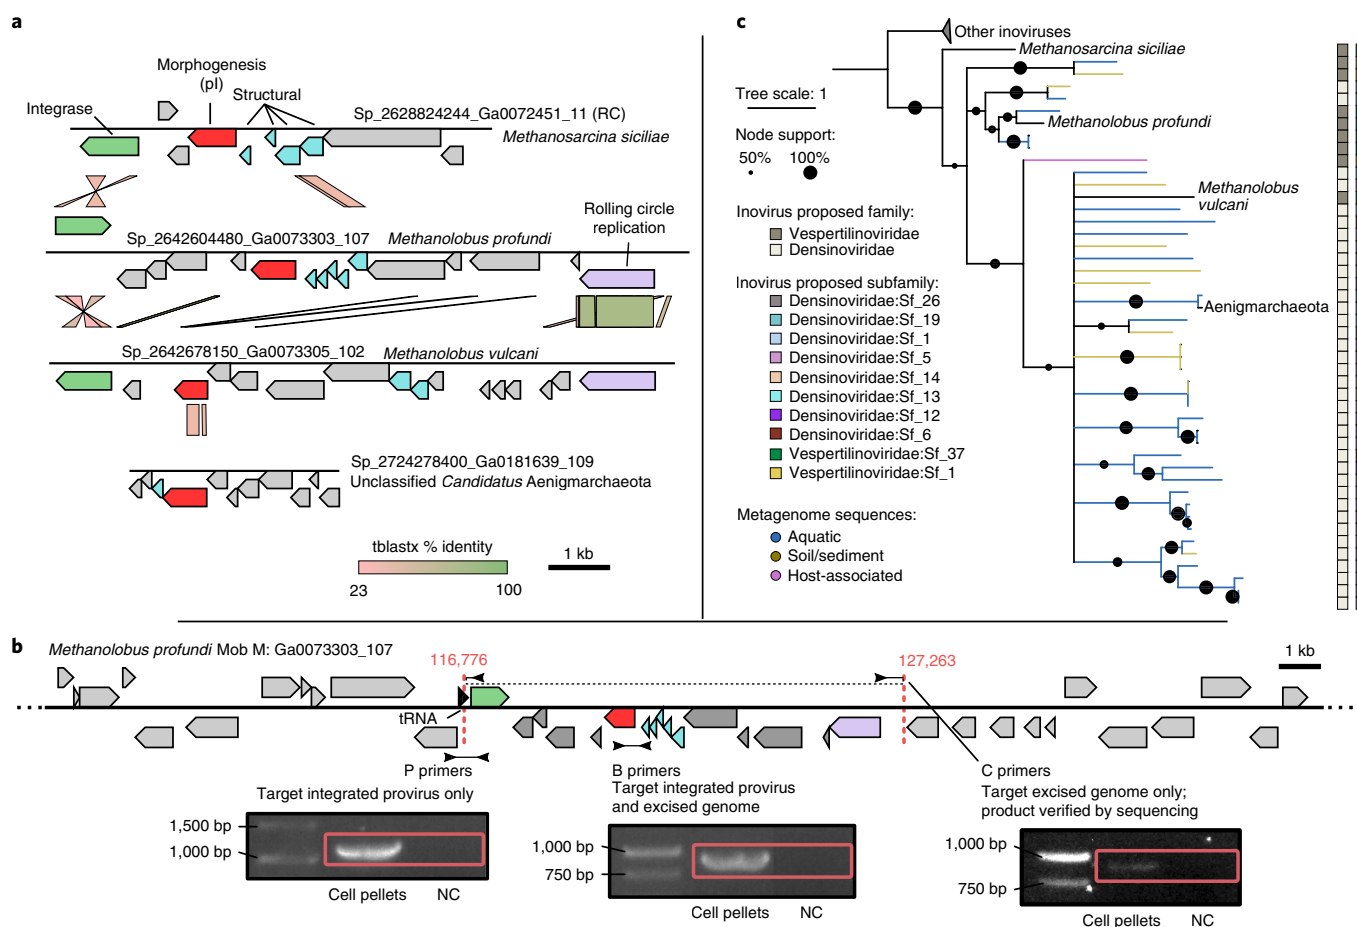 a
Morphogenesis
(pI)
Structural
Integrase
Sp_2628824244_Ga0072451_11 (RC)
Methanosarcina siciliae
Rolling circle
replication
Sp_2642604480_Ga0073303_107
Methanolobus profundi
Sp_2642678150_Ga0073305_102
Methanolobus vulcani
Sp_2724278400_Ga0181639_109
Unclassified Candidatus Aenigmarchaeota
tblastx % identity
23
100
1 kb
c
Other inoviruses
Methanosarcina siciliae
Tree scale: 1
Methanolobus profundi
Node support:
50%
100%
Methanolobus
vulcani
Inovirus proposed family:
Vespertilinoviridae
Densinoviridae
Inovirus proposed subfamily:
Densinoviridae:Sf_26
Densinoviridae:Sf_19
Densinoviridae:Sf_1
Densinoviridae:Sf_5
Densinoviridae:Sf_14
Densinoviridae:Sf_13
Densinoviridae:Sf_12
Densinoviridae:Sf_6
Vespertilinoviridae:Sf_37
Vespertilinoviridae:Sf_1
Aenigmarchaeota
Metagenome sequences:
Aquatic
Soil/sediment
Host-associated
b
Methanolobus profundi Mob M: Ga0073303_107
116,776
127,263
1 kb
tRNA
P primers
Target integrated provirus only
B primers
Target integrated provirus
and excised genome
C primers
Target excised genome only;
product verified by sequencing
1,500 bp
1,000 bp
Cell pellets
NC
1,000 bp
750 bp
Cell pellets
NC
1,000 bp
750 bp
Cell pellets
NC